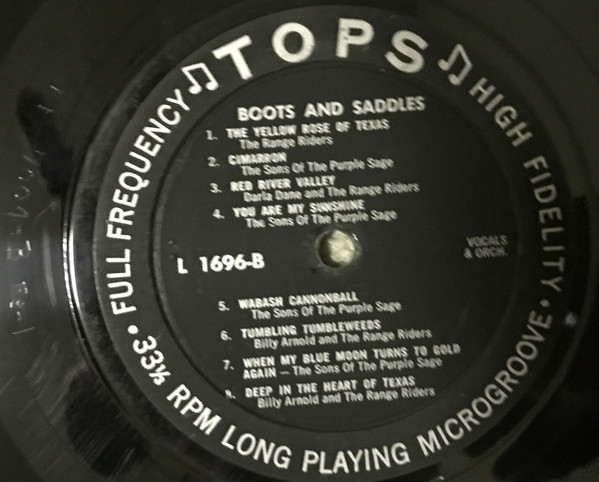 ♫ TOPS ♫
FULL FREQUENCY
HIGH FIDELITY
• 33⅓ RPM LONG PLAYING MICROGROOVE •
BOOTS AND SADDLES
1. THE YELLOW ROSE OF TEXAS
The Range Riders
2. CIMARRON
The Sons Of The Purple Sage
3. RED RIVER VALLEY
Darla Dane and The Range Riders
4. YOU ARE MY SUNSHINE
The Sons Of The Purple Sage
L 1696-B
VOCALS
& ORCH.
5. WABASH CANNONBALL
The Sons Of The Purple Sage
6. TUMBLING TUMBLEWEEDS
Billy Arnold and The Range Riders
7. WHEN MY BLUE MOON TURNS TO GOLD
AGAIN — The Sons Of The Purple Sage
8. DEEP IN THE HEART OF TEXAS
Billy Arnold and The Range Riders